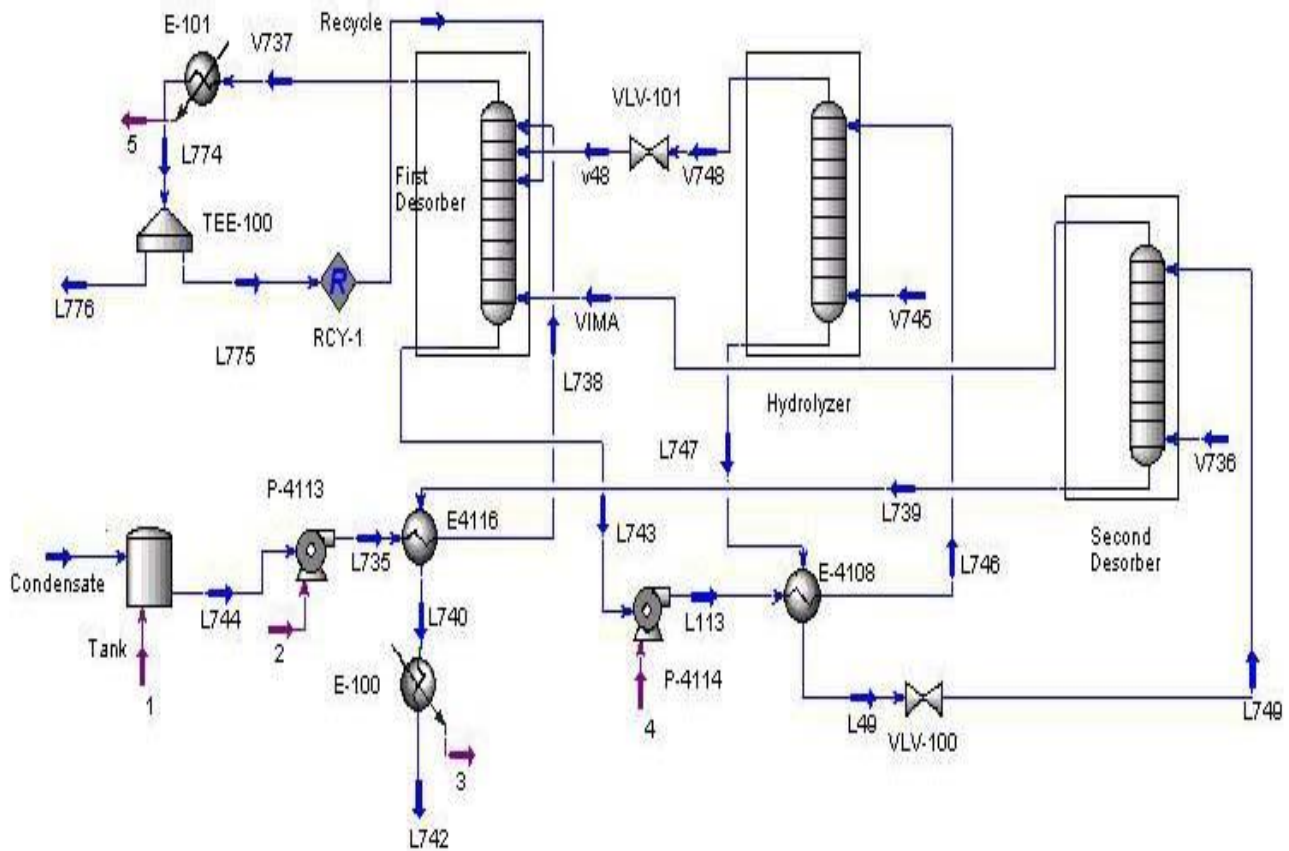 Recycle
E-101
V737
VLV-101
5
L774
First
Desorber
v48
V748
TEE-100
R
L776
L775
RCY-1
VIMA
V745
L738
Hydrolyzer
L747
V736
P-4113
E4116
L739
L735
L743
Second
Desorber
E-4108
L746
Condensate
L744
L740
L113
Tank
2
E-100
P-4114
1
4
L49
L749
VLV-100
3
L742